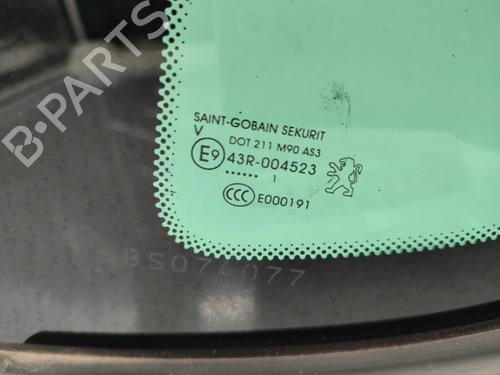 B-PARTS
SAINT-GOBAIN SEKURIT
V
DOT 211 M90 AS3
E9 43R-004523
...... 1
CCC E000191
BS074077